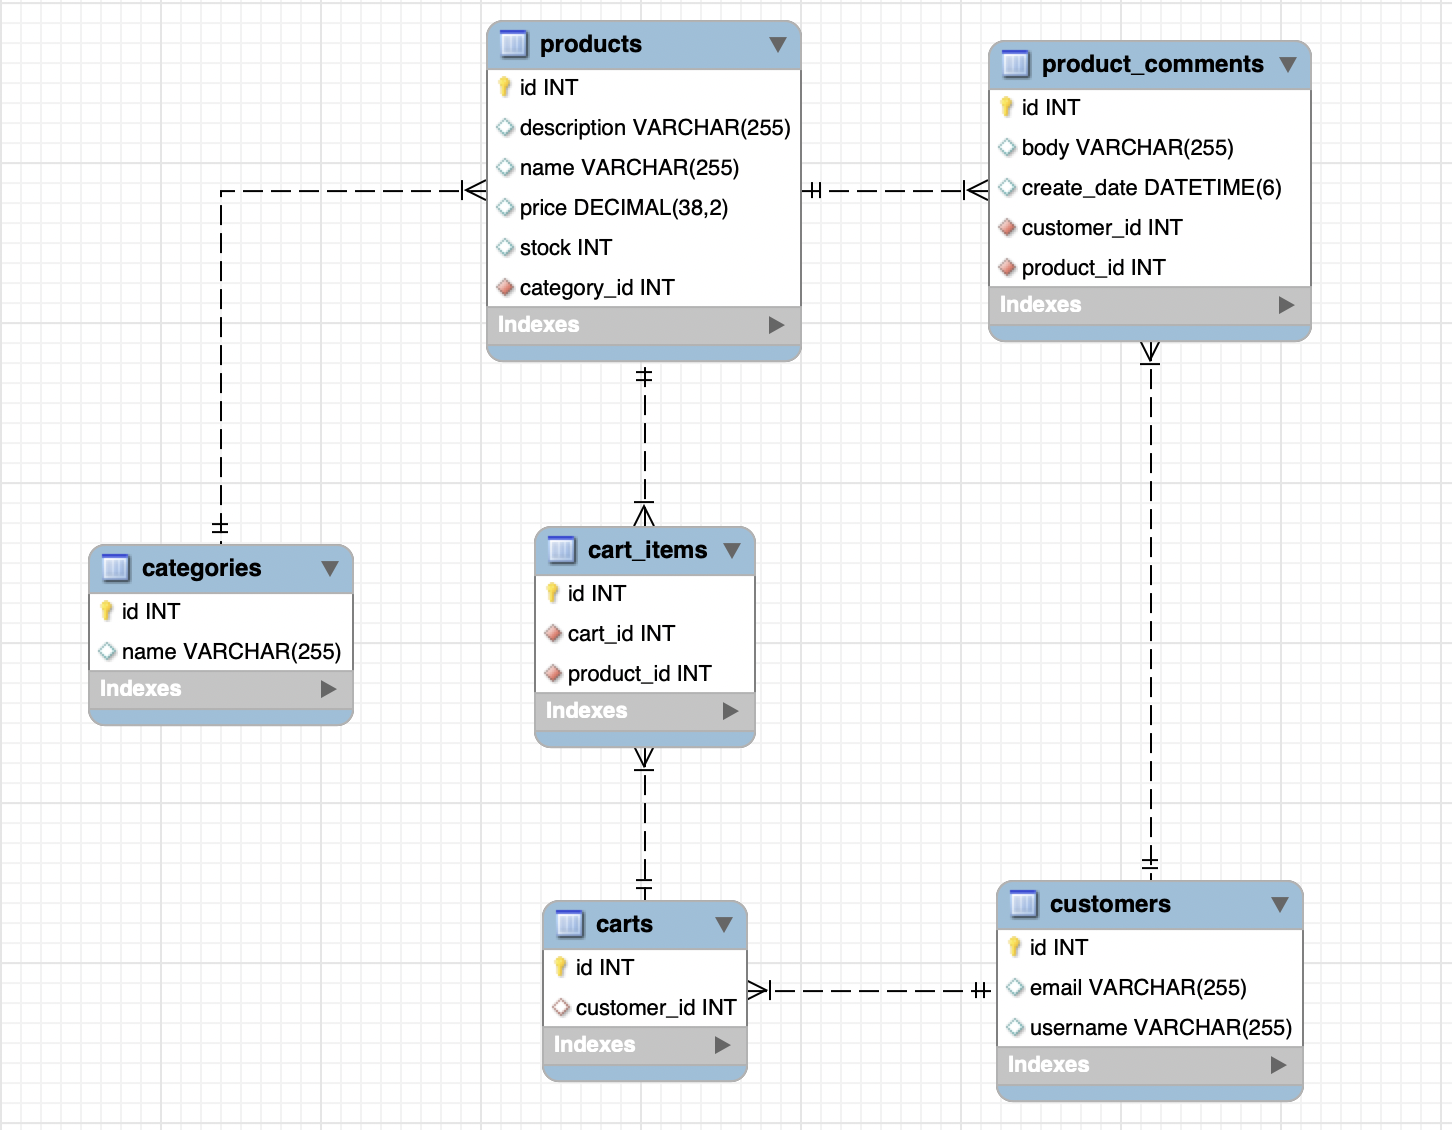 products
id INT
description VARCHAR(255)
name VARCHAR(255)
price DECIMAL(38,2)
stock INT
category_id INT
Indexes
product_comments
id INT
body VARCHAR(255)
create_date DATETIME(6)
customer_id INT
product_id INT
Indexes
categories
id INT
name VARCHAR(255)
Indexes
cart_items
id INT
cart_id INT
product_id INT
Indexes
carts
id INT
customer_id INT
Indexes
customers
id INT
email VARCHAR(255)
username VARCHAR(255)
Indexes